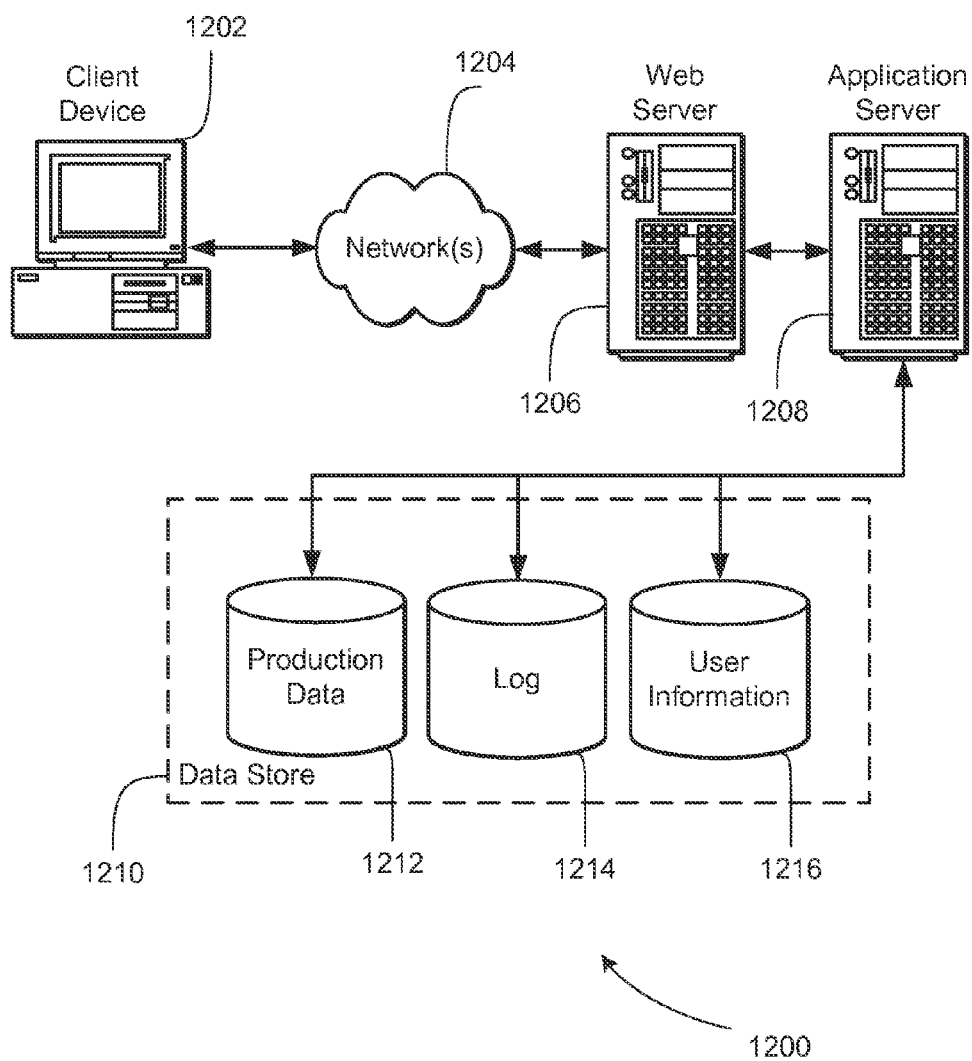 1202
Client
Device
1204
Web
Server
Application
Server
Network(s)
1206
1208
Production
Data
Log
User
Information
Data Store
1210
1212
1214
1216
1200